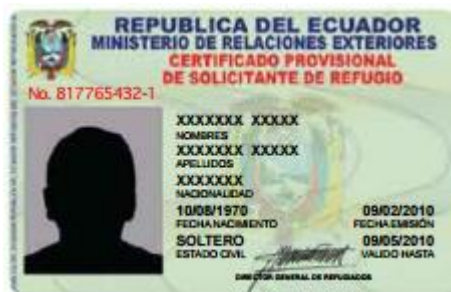 REPUBLICA DEL ECUADOR
MINISTERIO DE RELACIONES EXTERIORES
CERTIFICADO PROVISIONAL
DE SOLICITANTE DE REFUGIO
No. 817765432-1
XXXXXXX XXXXX
NOMBRES
XXXXXXX XXXXX
APELLIDOS
XXXXXXX
NACIONALIDAD
10/08/1970 09/02/2010
FECHA NACIMIENTO FECHA EMISIÓN
SOLTERO 09/05/2010
ESTADO CIVIL VALIDO HASTA
DIRECTOR GENERAL DE REFUGIADOS